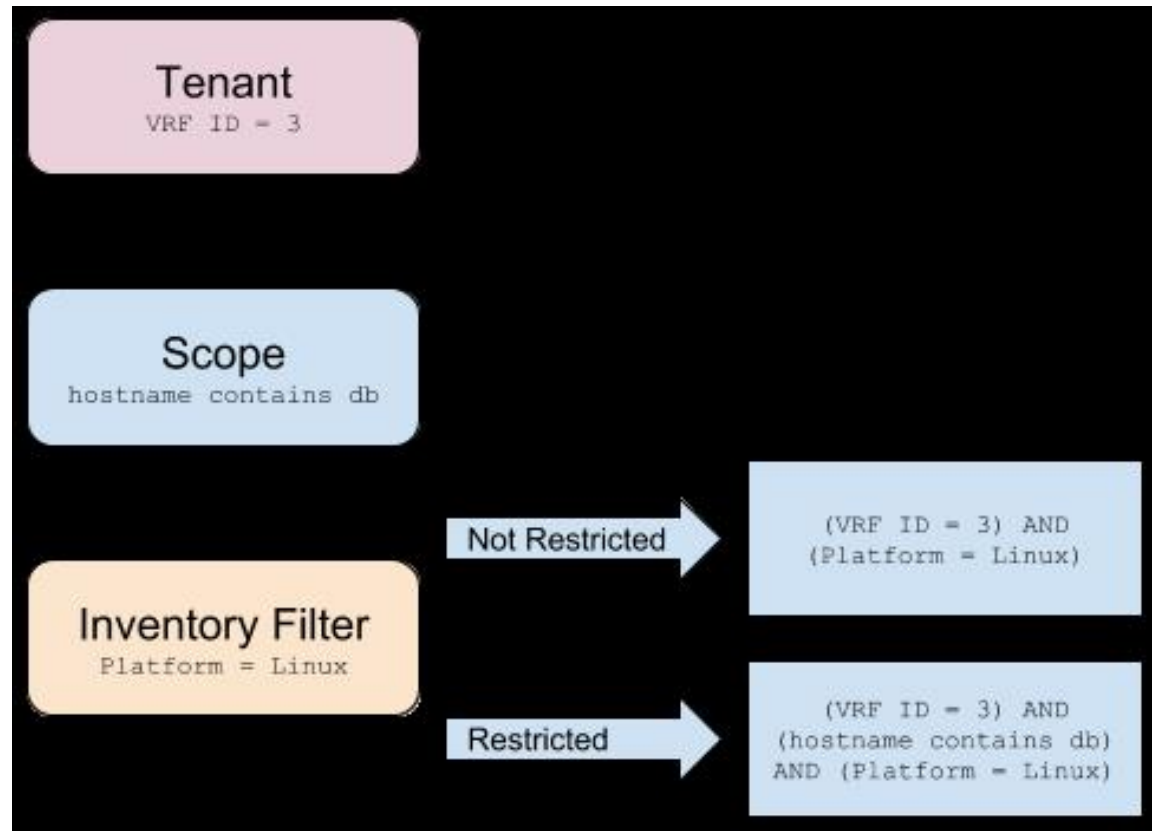 Tenant
VRF ID = 3
Scope
hostname contains db
Not Restricted
(VRF ID = 3) AND
(Platform = Linux)
Inventory Filter
Platform = Linux
Restricted
(VRF ID = 3) AND
(hostname contains db)
AND (Platform = Linux)